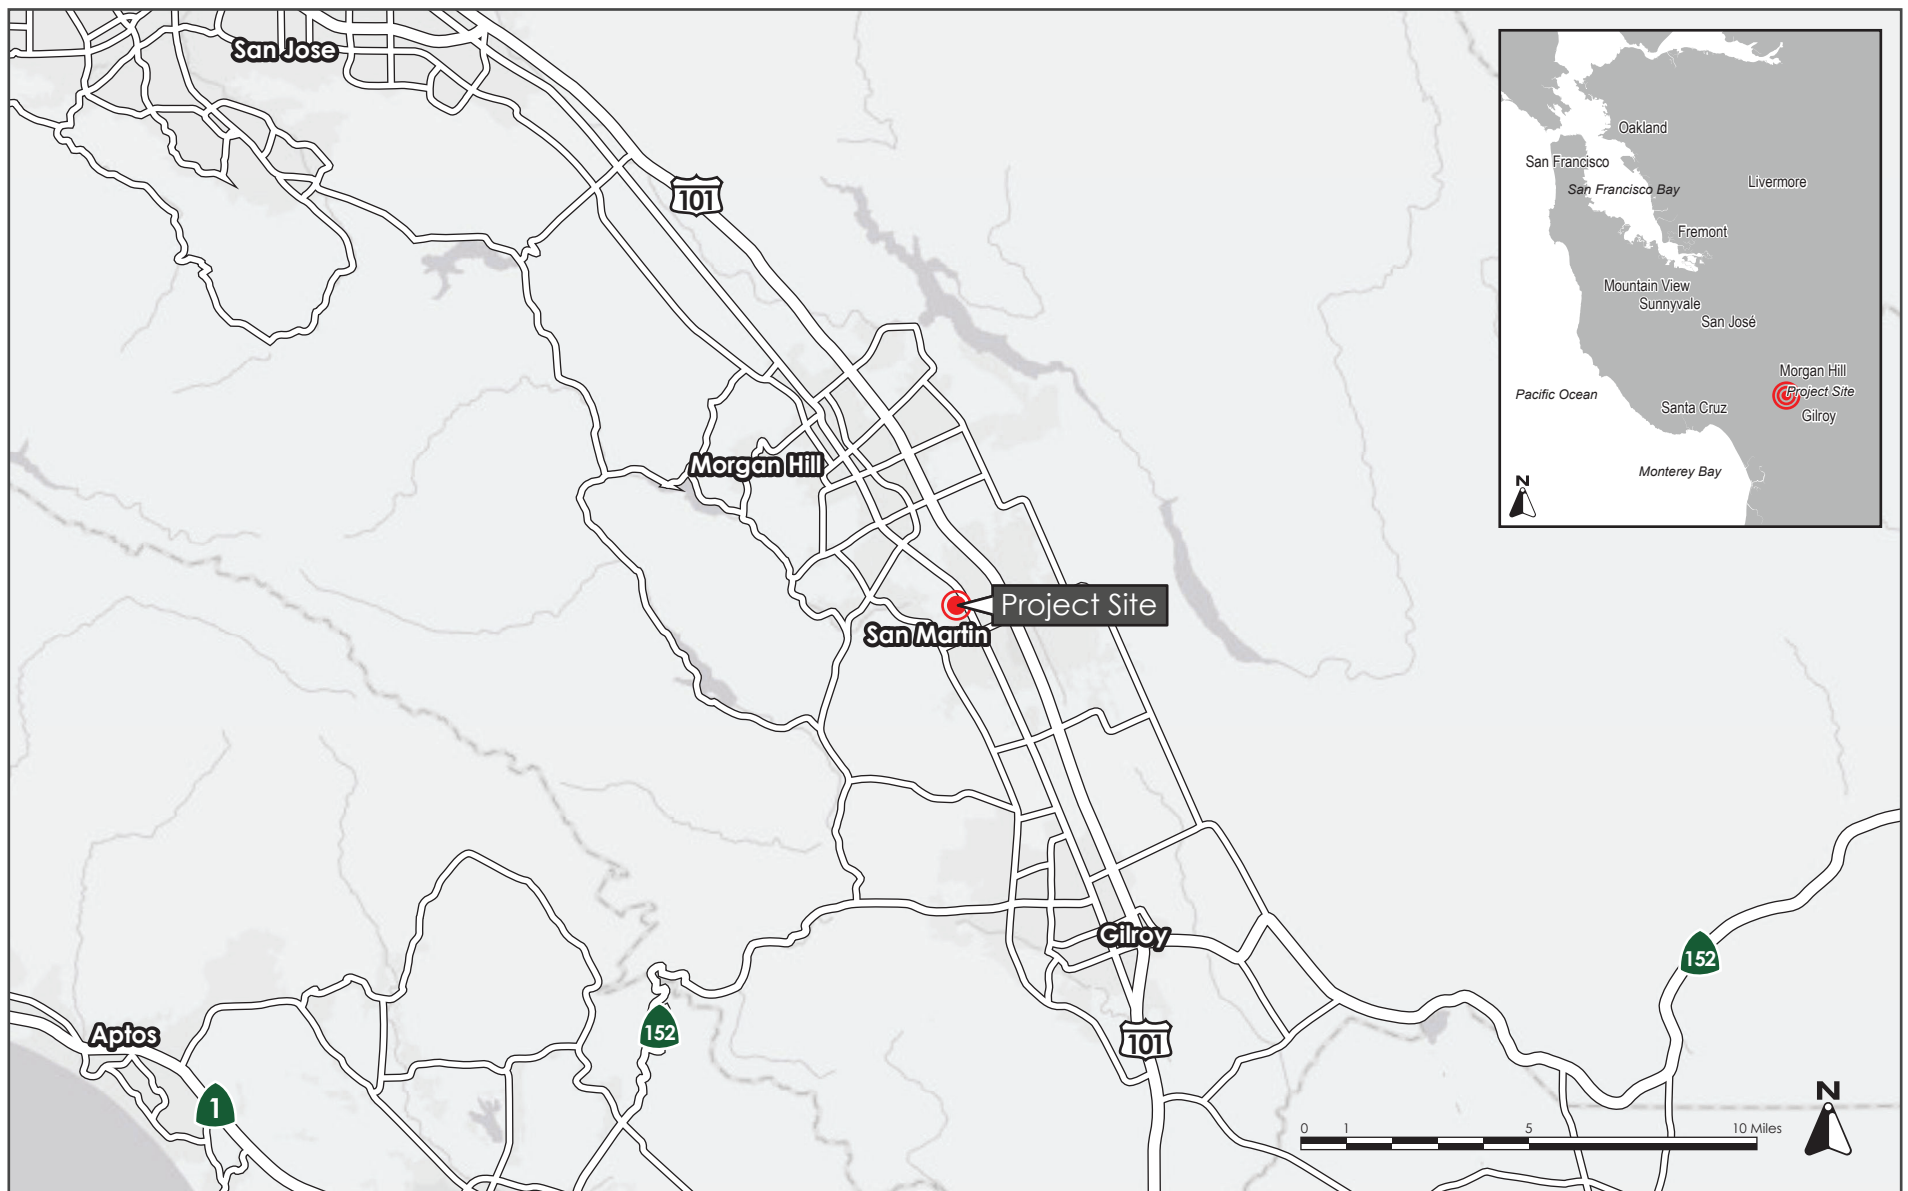 San Jose
101
Morgan Hill
Project Site
San Martin
Gilroy
152
152
101
Aptos
1
0 1 5 10 Miles
N
Oakland
San Francisco
San Francisco Bay
Livermore
Fremont
Mountain View
Sunnyvale
San José
Morgan Hill
Project Site
Pacific Ocean
Santa Cruz
Gilroy
Monterey Bay
N